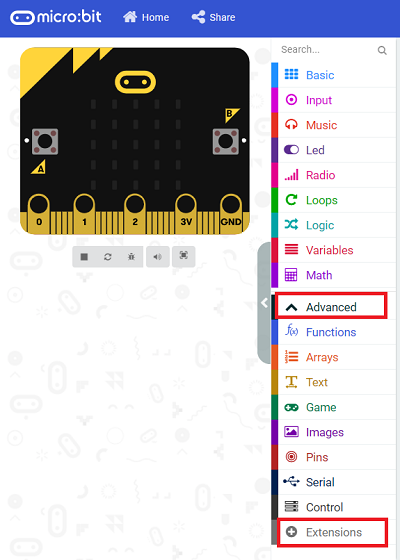 micro:bit Home Share
Search...
Basic
Input
Music
Led
Radio
Loops
Logic
Variables
Math
Advanced
f(x) Functions
Arrays
T Text
Game
Images
Pins
Serial
Control
Extensions
B
A
0 1 2 3V GND